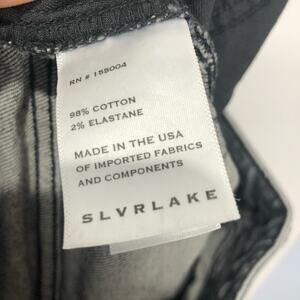 RN # 155004
98% COTTON
2% ELASTANE
MADE IN THE USA
OF IMPORTED FABRICS
AND COMPONENTS
SLVRLAKE